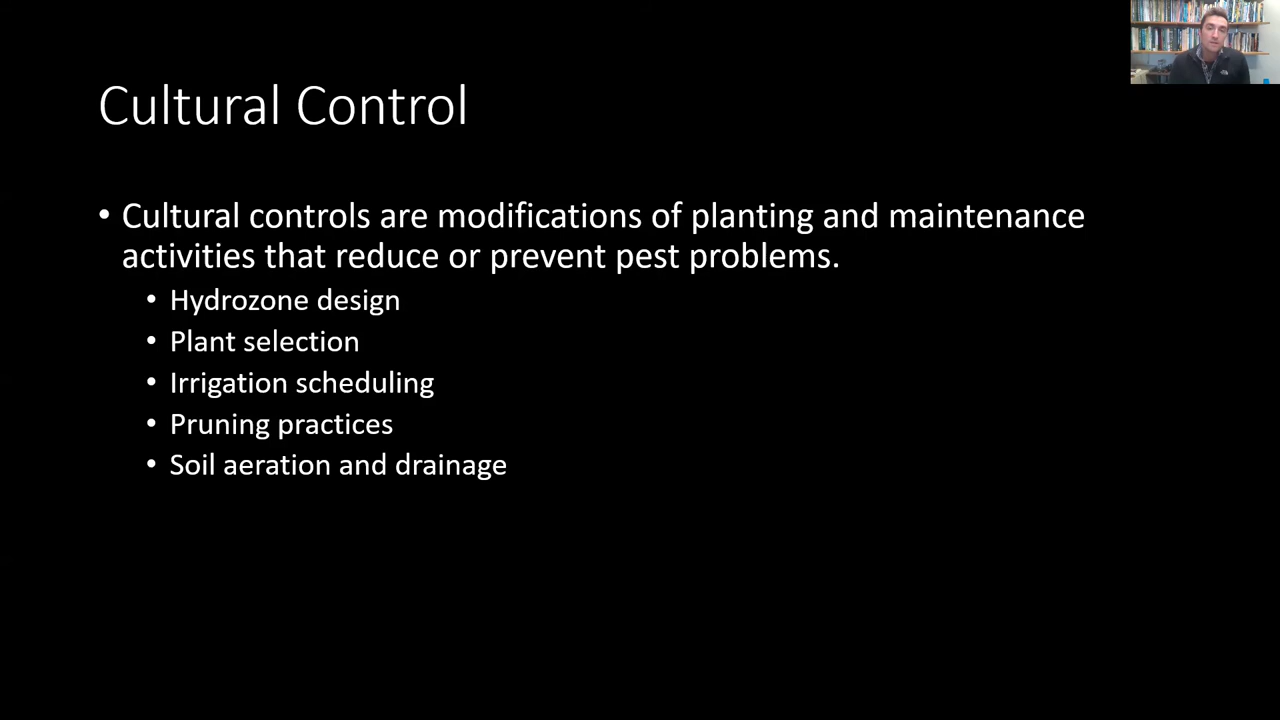 Cultural Control
• Cultural controls are modifications of planting and maintenance
activities that reduce or prevent pest problems.
• Hydrozone design
• Plant selection
• Irrigation scheduling
• Pruning practices
• Soil aeration and drainage